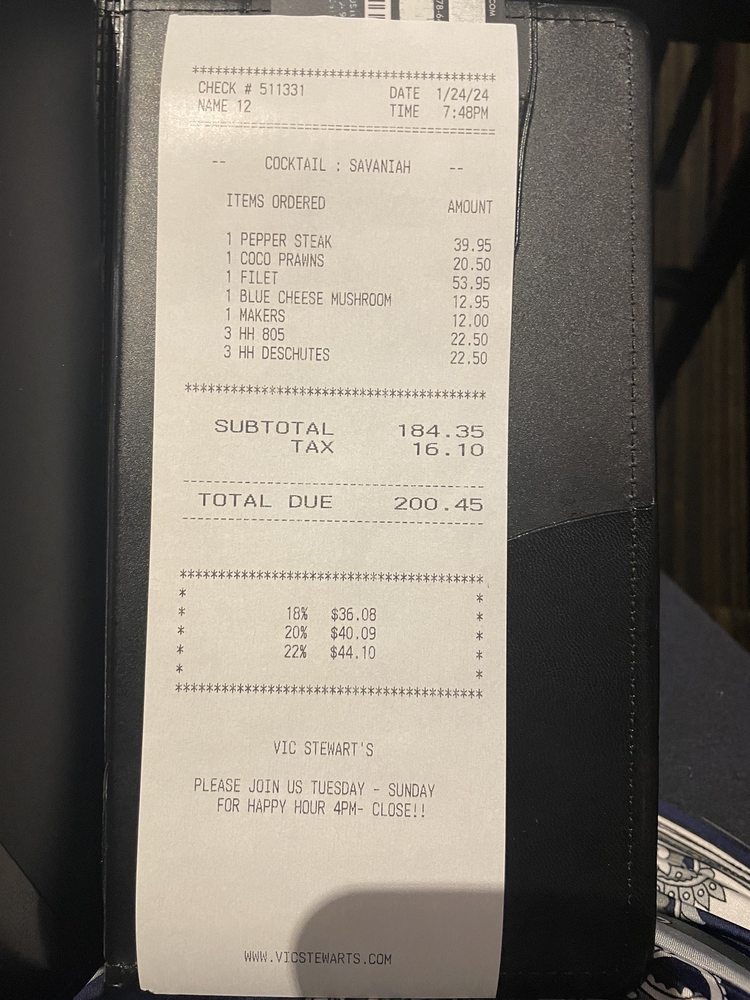 ****************************************
CHECK # 511331 DATE 1/24/24
NAME 12 TIME 7:48PM
========================================
-- COCKTAIL : SAVANIAH --
ITEMS ORDERED AMOUNT
1 PEPPER STEAK 39.95
1 COCO PRAWNS 20.50
1 FILET 53.95
1 BLUE CHEESE MUSHROOM 12.95
1 MAKERS 12.00
3 HH 805 22.50
3 HH DESCHUTES 22.50
****************************************
SUBTOTAL 184.35
TAX 16.10
----------------------------------------
TOTAL DUE 200.45
----------------------------------------
****************************************
* *
* 18% $36.08 *
* 20% $40.09 *
* 22% $44.10 *
* *
****************************************
VIC STEWART'S
PLEASE JOIN US TUESDAY - SUNDAY
FOR HAPPY HOUR 4PM- CLOSE!!
WWW.VICSTEWARTS.COM